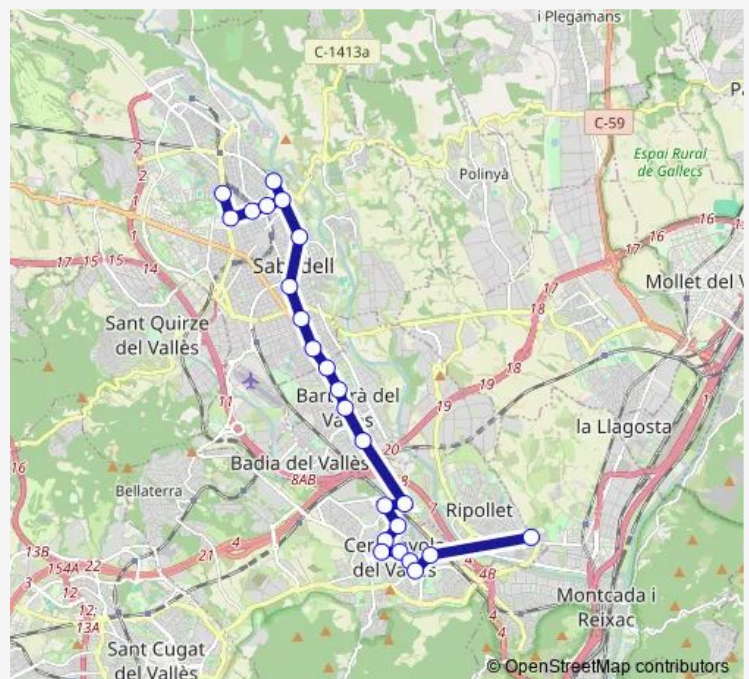 i Plegamans
C-1413a
C-59
Espai Rural
de Gallecs
Polinyà
2
2
1
1
16
16
17
17
18
18
17 15 15 14
Sabadell
Mollet del V
Sant Quirze
del Vallès
19
18
19
11
Barberà del
Vallès
la Llagosta
20
16
Badia del Vallès
8AB
8
Bellaterra
7
Ripollet
4
21
Cerdanyola
del Vallès
13B
154A
22
3
12
12;
13A
4
4B
4
4
Montcada i
Reixac
Sant Cugat
del Vallès
© OpenStreetMap contributors